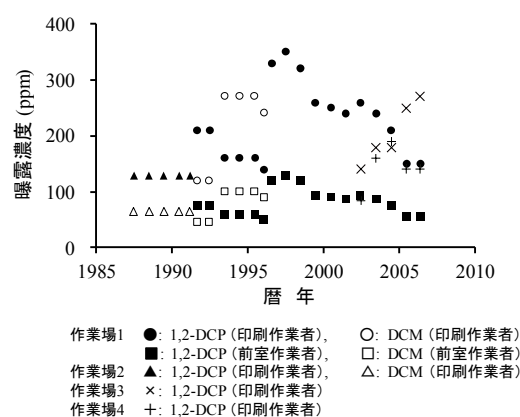 400
300
200
100
0
曝露濃度 (ppm)
1985 1990 1995 2000 2005 2010
暦 年
作業場1 ●: 1,2-DCP (印刷作業者), ○: DCM (印刷作業者)
■: 1,2-DCP (前室作業者), □: DCM (前室作業者)
作業場2 ▲: 1,2-DCP (印刷作業者), △: DCM (印刷作業者)
作業場3 ×: 1,2-DCP (印刷作業者)
作業場4 +: 1,2-DCP (印刷作業者)